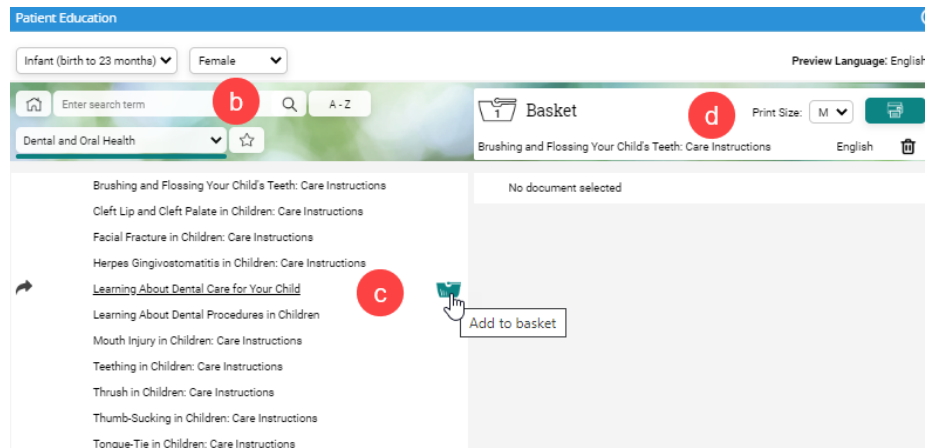 Patient Education
Infant (birth to 23 months) Female
Preview Language: English
Enter search term b A - Z
1 Basket d Print Size: M
Dental and Oral Health
Brushing and Flossing Your Child's Teeth: Care Instructions English
Brushing and Flossing Your Child's Teeth: Care Instructions
No document selected
Cleft Lip and Cleft Palate in Children: Care Instructions
Facial Fracture in Children: Care Instructions
Herpes Gingivostomatitis in Children: Care Instructions
Learning About Dental Care for Your Child c
Add to basket
Learning About Dental Procedures in Children
Mouth Injury in Children: Care Instructions
Teething in Children: Care Instructions
Thrush in Children: Care Instructions
Thumb-Sucking in Children: Care Instructions
Tongue-Tie in Children: Care Instructions